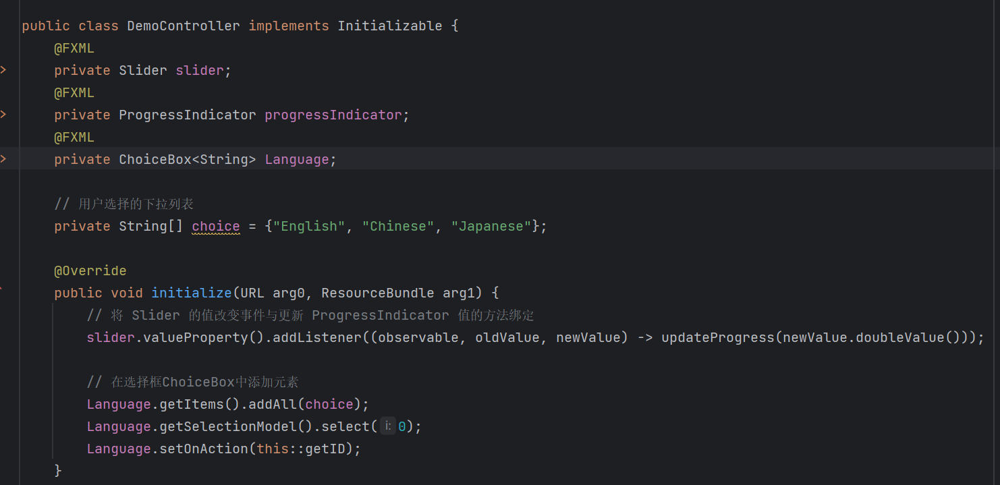 public class DemoController implements Initializable {
@FXML
private Slider slider;
@FXML
private ProgressIndicator progressIndicator;
@FXML
private ChoiceBox<String> Language;
// 用户选择的下拉列表
private String[] choice = {"English", "Chinese", "Japanese"};
@Override
public void initialize(URL arg0, ResourceBundle arg1) {
// 将 Slider 的值改变事件与更新 ProgressIndicator 值的方法绑定
slider.valueProperty().addListener((observable, oldValue, newValue) -> updateProgress(newValue.doubleValue()));
// 在选择框ChoiceBox中添加元素
Language.getItems().addAll(choice);
Language.getSelectionModel().select( i: 0);
Language.setOnAction(this::getID);
}